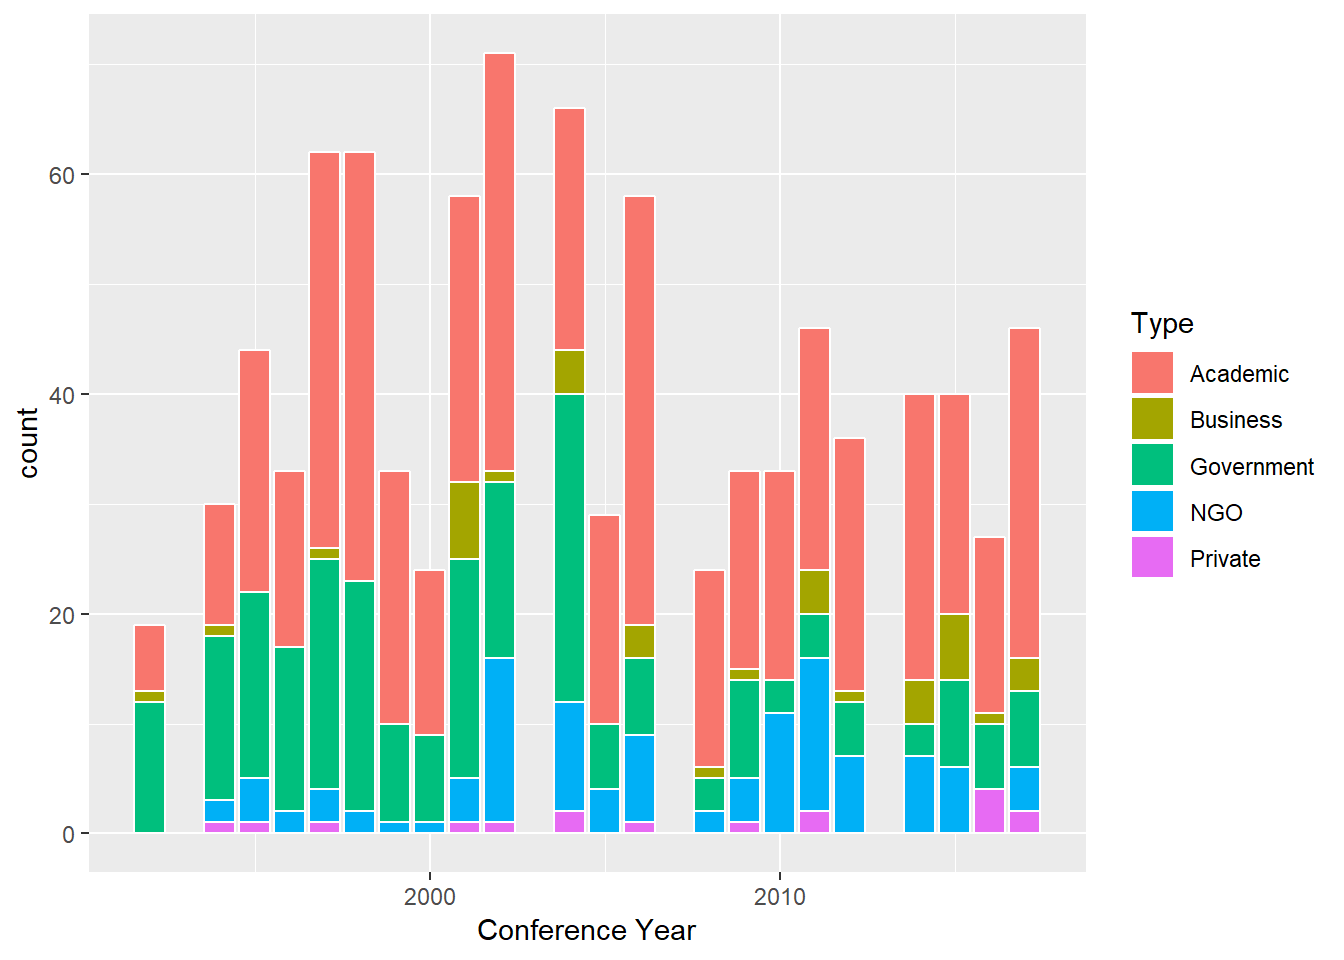 60
40
20
0
count
2000
2010
Conference Year
Type
Academic
Business
Government
NGO
Private